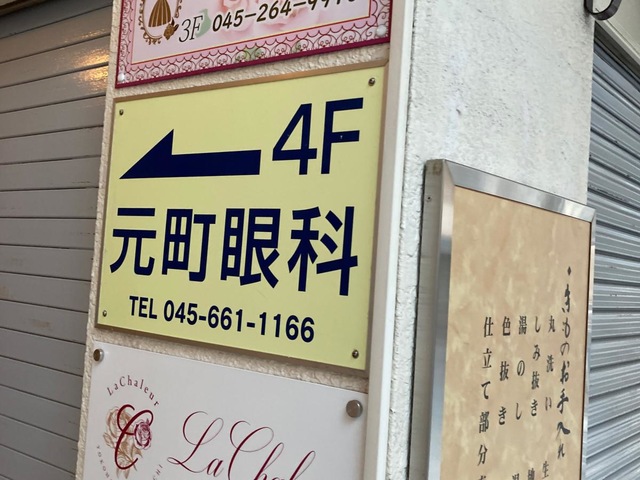 3F 045-264-99
4F
元町眼科
TEL 045-661-1166
LaChaleur
LaChal
きものお手入れ
丸洗い
しみ抜き
湯のし
色抜き
仕立て部分